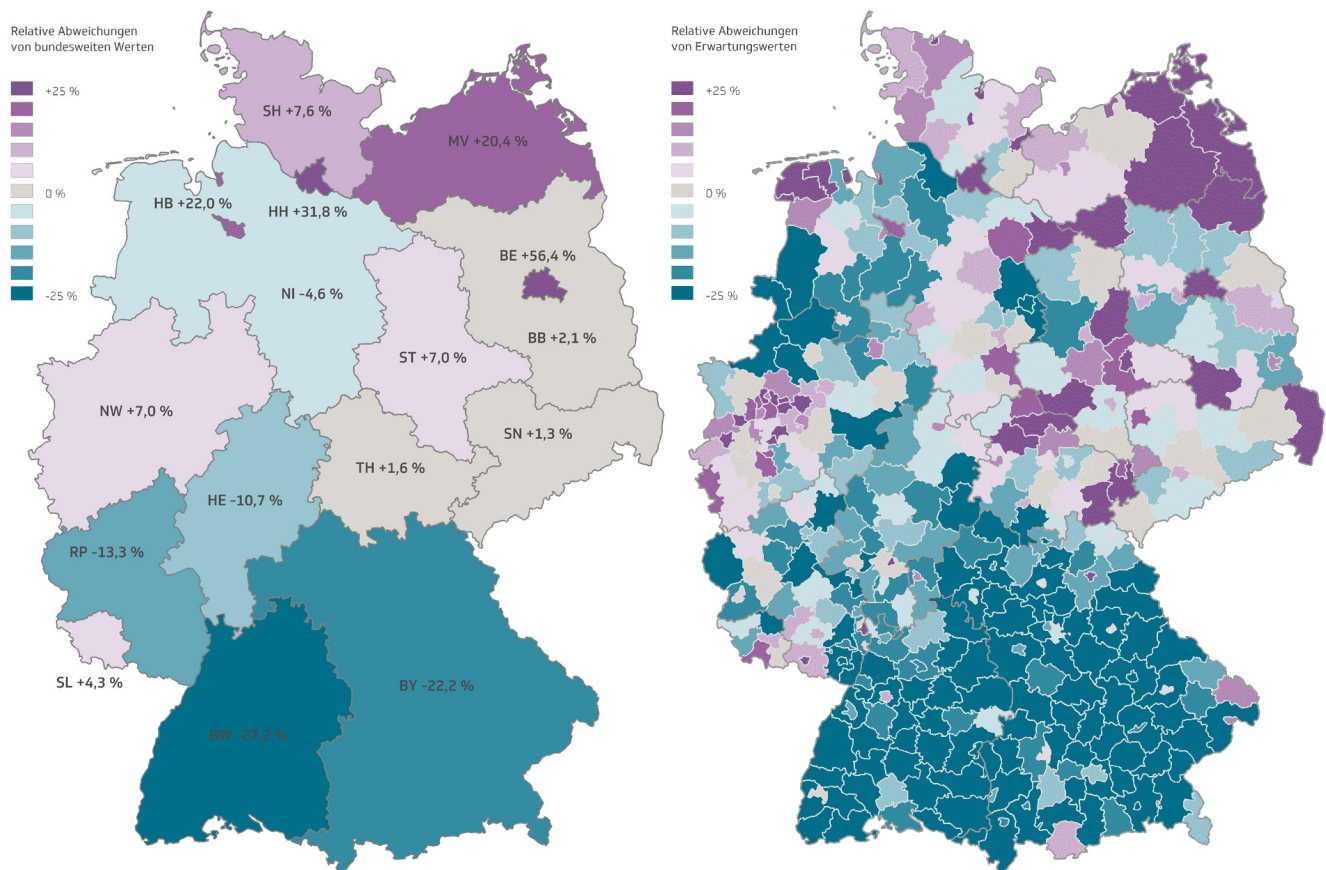 Relative Abweichungen
von bundesweiten Werten
+25 %
0 %
-25 %
SH +7,6 %
MV +20,4 %
HB +22,0 %
HH +31,8 %
BE +56,4 %
NI -4,6 %
BB +2,1 %
ST +7,0 %
NW +7,0 %
SN +1,3 %
TH +1,6 %
HE -10,7 %
RP -13,3 %
SL +4,3 %
BY -22,2 %
BW -27,2 %
Relative Abweichungen
von Erwartungswerten
+25 %
0 %
-25 %